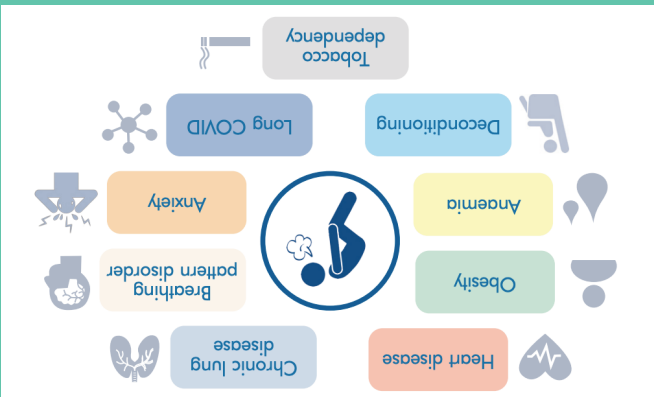 Heart disease
Chronic lung
disease
Obesity
Breathing
pattern disorder
Anaemia
Anxiety
Deconditioning
Long COVID
Tobacco
dependency